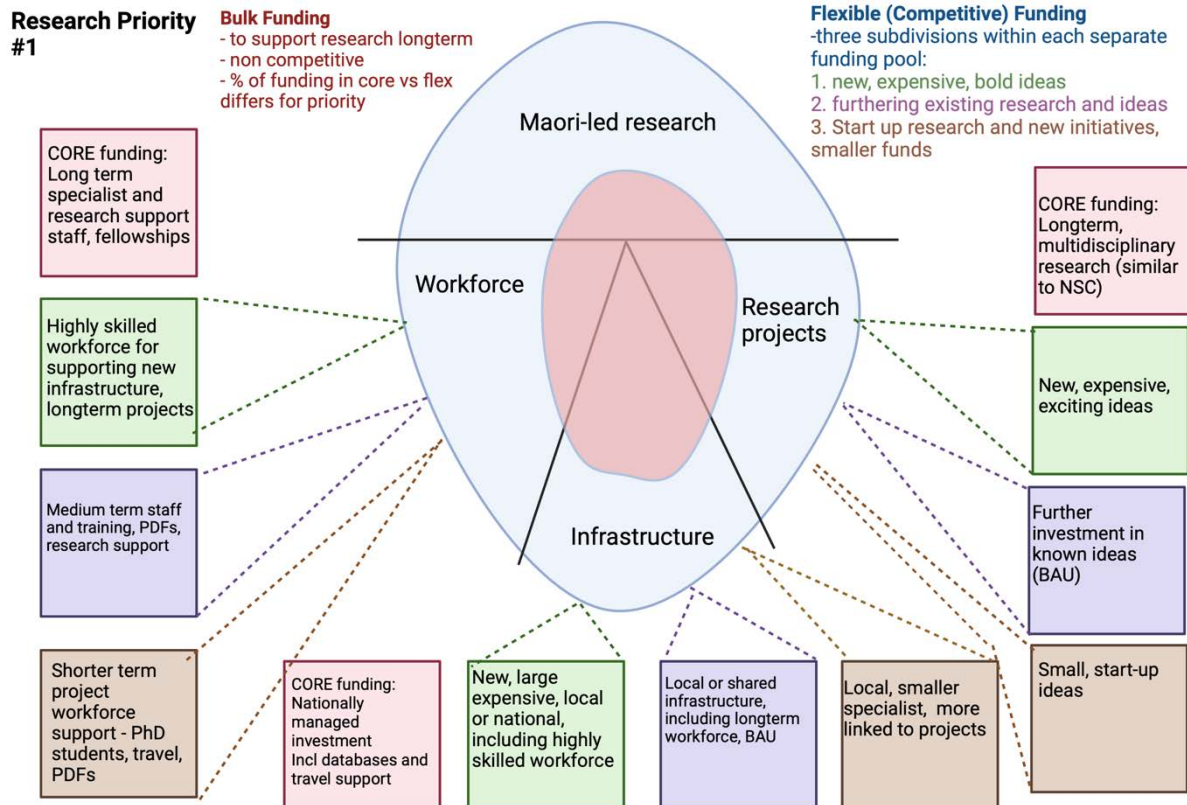 Research Priority
#1
Bulk Funding
- to support research longterm
- non competitive
- % of funding in core vs flex
differs for priority
Flexible (Competitive) Funding
-three subdivisions within each separate
funding pool:
1. new, expensive, bold ideas
2. furthering existing research and ideas
3. Start up research and new initiatives,
smaller funds
Maori-led research
Workforce
Research
projects
Infrastructure
CORE funding:
Long term
specialist and
research support
staff, fellowships
Highly skilled
workforce for
supporting new
infrastructure,
longterm projects
Medium term staff
and training, PDFs,
research support
Shorter term
project
workforce
support - PhD
students, travel,
PDFs
CORE funding:
Nationally
managed
investment
Incl databases and
travel support
New, large
expensive, local
or national,
including highly
skilled workforce
Local or shared
infrastructure,
including longterm
workforce, BAU
Local, smaller
specialist, more
linked to projects
CORE funding:
Longterm,
multidisciplinary
research (similar
to NSC)
New, expensive,
exciting ideas
Further
investment in
known ideas
(BAU)
Small, start-up
ideas